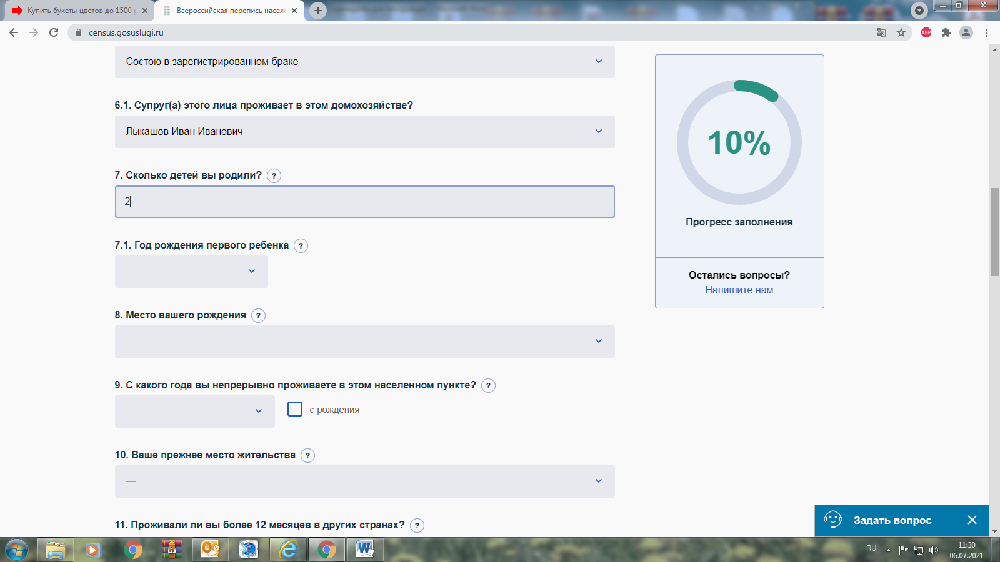 Купить букеты цветов до 1500 р
Всероссийская перепись населе
census.gosuslugi.ru
ABP
Состою в зарегистрированном браке
6.1. Супруг(а) этого лица проживает в этом домохозяйстве?
Лыкашов Иван Иванович
7. Сколько детей вы родили? ?
2
7.1. Год рождения первого ребенка ?
—
8. Место вашего рождения ?
—
9. С какого года вы непрерывно проживаете в этом населенном пункте? ?
—
с рождения
10. Ваше прежнее место жительства ?
—
11. Проживали ли вы более 12 месяцев в других странах? ?
10%
Прогресс заполнения
Остались вопросы?
Напишите нам
Задать вопрос
RU
11:30
06.07.2021